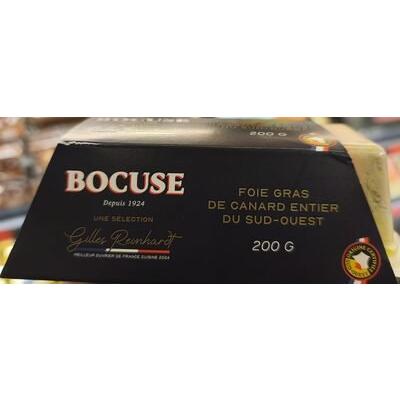 BOCUSE
200 G
BOCUSE
Depuis 1924
UNE SÉLECTION
Gilles Reinhardt
MEILLEUR OUVRIER DE FRANCE CUISINE 2004
FOIE GRAS
DE CANARD ENTIER
DU SUD-OUEST
200 G